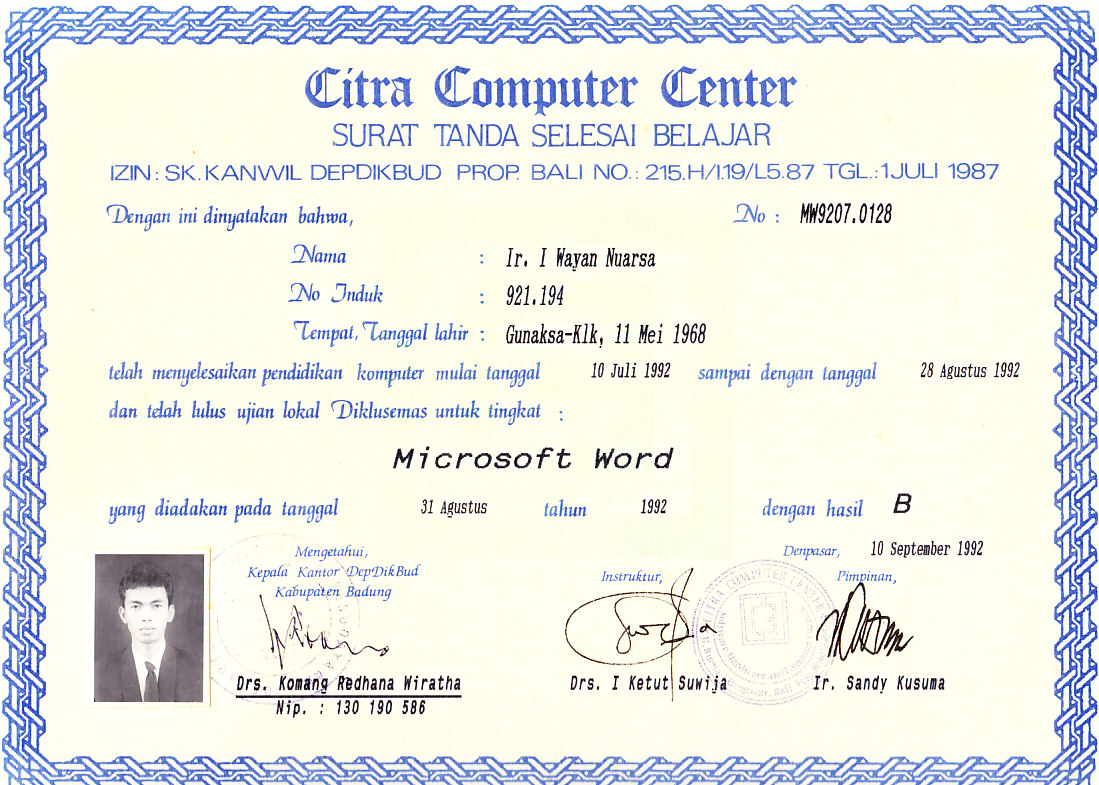 Citra Computer Center
SURAT TANDA SELESAI BELAJAR
IZIN : SK. KANWIL DEPDIKBUD PROP. BALI NO.: 215.H/I.19/L5.87 TGL.: 1 JULI 1987
Dengan ini dinyatakan bahwa, No : MW9207.0128
Nama : Ir. I Wayan Nuarsa
No Induk : 921.194
Tempat, Tanggal lahir : Gunaksa-Klk, 11 Mei 1968
telah menyelesaikan pendidikan komputer mulai tanggal 10 Juli 1992 sampai dengan tanggal 28 Agustus 1992
dan telah lulus ujian lokal Diklusemas untuk tingkat :
Microsoft Word
yang diadakan pada tanggal 31 Agustus tahun 1992 dengan hasil B
Mengetahui, Denpasar, 10 September 1992
Kepala Kantor DepDikBud Instruktur, Pimpinan,
Kabupaten Badung
CITRA COMPUTER CENTER
Drs. Komang Redhana Wiratha Drs. I Ketut Suwija Ir. Sandy Kusuma
Nip. : 130 190 586